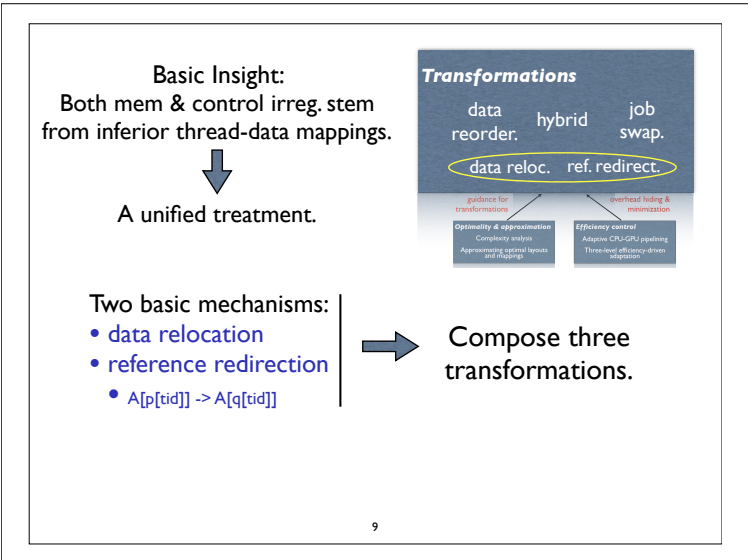 Basic Insight:
Both mem & control irreg. stem
from inferior thread-data mappings.
A unified treatment.
Transformations
data
reorder.
hybrid
job
swap.
data reloc.
ref. redirect.
guidance for
transformations
overhead hiding &
minimization
Optimality & approximation
Complexity analysis
Approximating optimal layouts
and mappings
Efficiency control
Adaptive CPU-GPU pipelining
Three-level efficiency-driven
adaptation
Two basic mechanisms:
• data relocation
• reference redirection
• A[p[tid]] -> A[q[tid]]
Compose three
transformations.
9